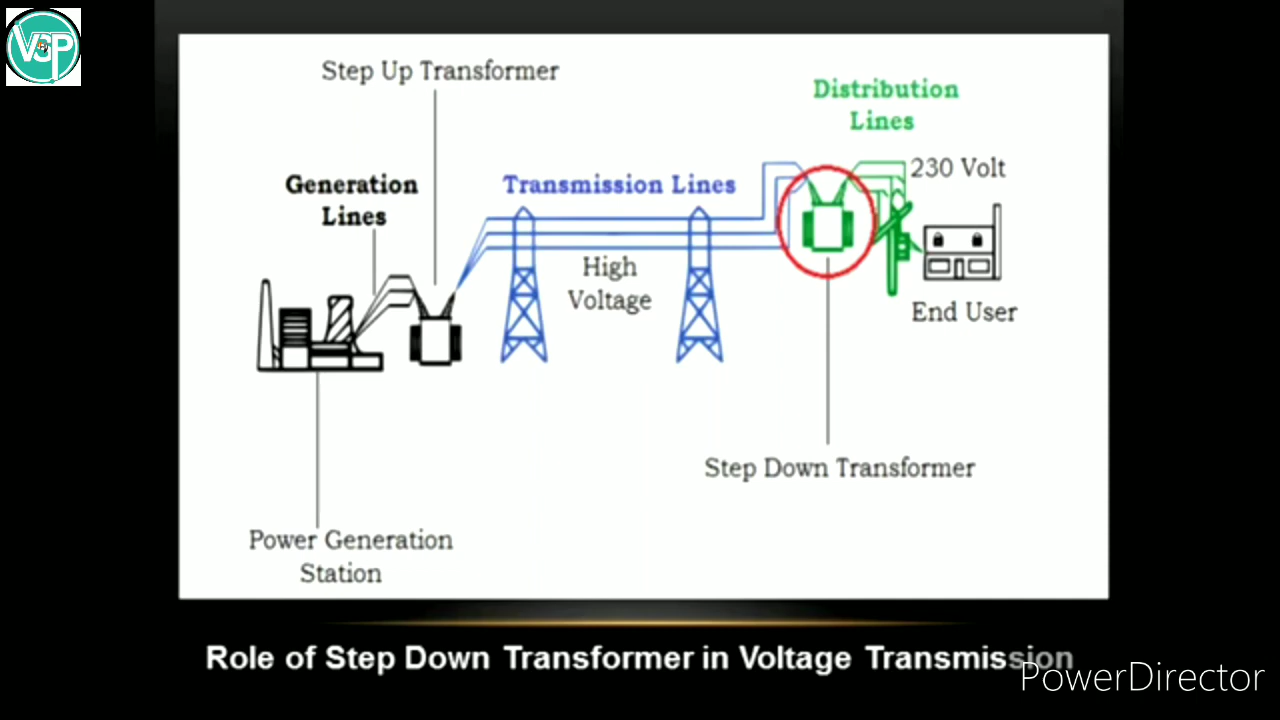 VSP
Step Up Transformer
Distribution
Lines
230 Volt
Generation
Lines
Transmission Lines
High
Voltage
End User
Step Down Transformer
Power Generation
Station
Role of Step Down Transformer in Voltage Transmission
PowerDirector